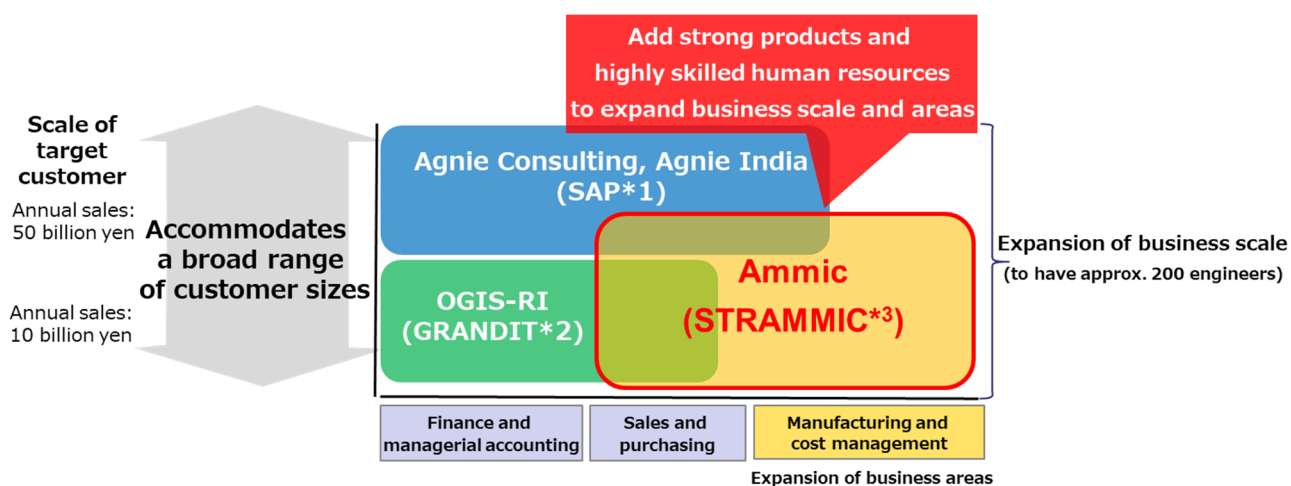 Add strong products and
highly skilled human resources
to expand business scale and areas
Scale of
target
customer
Annual sales:
50 billion yen
Accommodates
a broad range
of customer sizes
Annual sales:
10 billion yen
Agnie Consulting, Agnie India
(SAP*1)
OGIS-RI
(GRANDIT*2)
Ammic
(STRAMMIC*3)
Expansion of business scale
(to have approx. 200 engineers)
Finance and
managerial accounting
Sales and
purchasing
Manufacturing and
cost management
Expansion of business areas